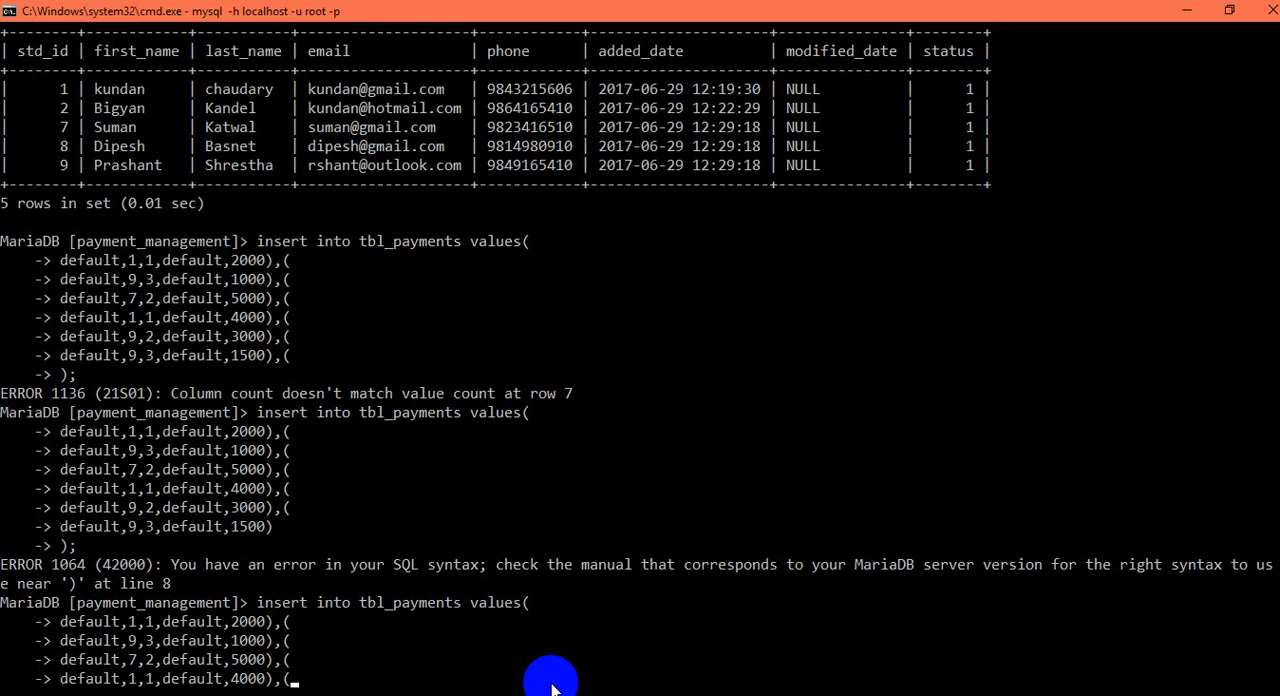 C:\Windows\system32\cmd.exe - mysql -h localhost -u root -p
+--------+------------+-----------+-------------------+------------+---------------------+---------------+--------+
| std_id | first_name | last_name | email             | phone      | added_date          | modified_date | status |
+--------+------------+-----------+-------------------+------------+---------------------+---------------+--------+
|      1 | kundan     | chaudary  | kundan@gmail.com  | 9843215606 | 2017-06-29 12:19:30 | NULL          |      1 |
|      2 | Bigyan     | Kandel    | kundan@hotmail.com | 9864165410 | 2017-06-29 12:22:29 | NULL          |      1 |
|      7 | Suman      | Katwal    | suman@gmail.com   | 9823416510 | 2017-06-29 12:29:18 | NULL          |      1 |
|      8 | Dipesh     | Basnet    | dipesh@gmail.com  | 9814980910 | 2017-06-29 12:29:18 | NULL          |      1 |
|      9 | Prashant   | Shrestha  | rshant@outlook.com | 9849165410 | 2017-06-29 12:29:18 | NULL          |      1 |
+--------+------------+-----------+-------------------+------------+---------------------+---------------+--------+
5 rows in set (0.01 sec)
MariaDB [payment_management]> insert into tbl_payments values(
    -> default,1,1,default,2000),(
    -> default,9,3,default,1000),(
    -> default,7,2,default,5000),(
    -> default,1,1,default,4000),(
    -> default,9,2,default,3000),(
    -> default,9,3,default,1500),(
    -> );
ERROR 1136 (21S01): Column count doesn't match value count at row 7
MariaDB [payment_management]> insert into tbl_payments values(
    -> default,1,1,default,2000),(
    -> default,9,3,default,1000),(
    -> default,7,2,default,5000),(
    -> default,1,1,default,4000),(
    -> default,9,2,default,3000),(
    -> default,9,3,default,1500)
    -> );
ERROR 1064 (42000): You have an error in your SQL syntax; check the manual that corresponds to your MariaDB server version for the right syntax to us
e near ')' at line 8
MariaDB [payment_management]> insert into tbl_payments values(
    -> default,1,1,default,2000),(
    -> default,9,3,default,1000),(
    -> default,7,2,default,5000),(
    -> default,1,1,default,4000),(